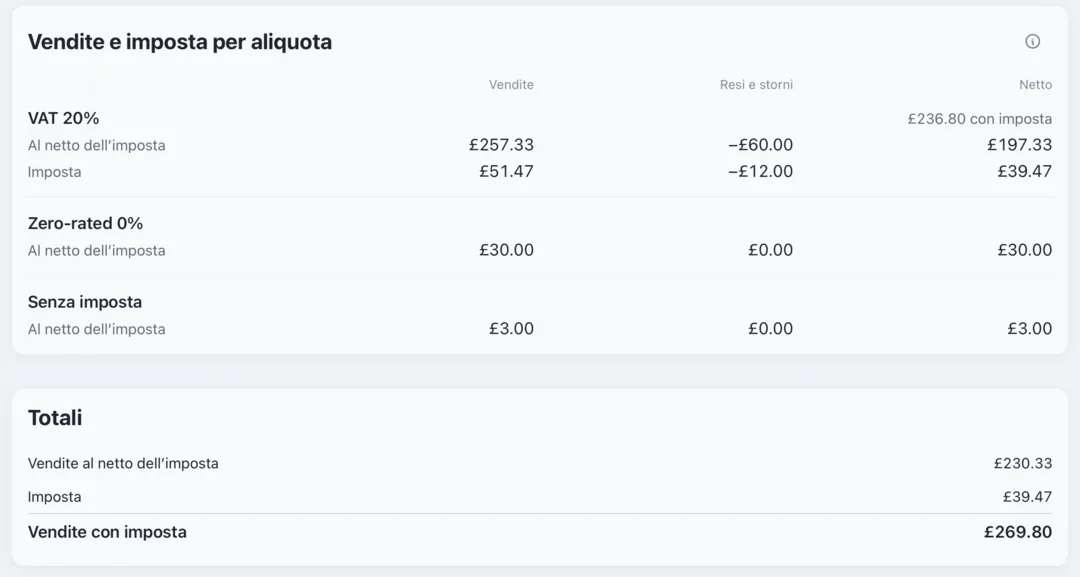 Vendite e imposta per aliquota
Vendite Resi e storni Netto
VAT 20% £236.80 con imposta
Al netto dell’imposta £257.33 –£60.00 £197.33
Imposta £51.47 –£12.00 £39.47
Zero-rated 0%
Al netto dell’imposta £30.00 £0.00 £30.00
Senza imposta
Al netto dell’imposta £3.00 £0.00 £3.00
Totali
Vendite al netto dell’imposta £230.33
Imposta £39.47
Vendite con imposta £269.80